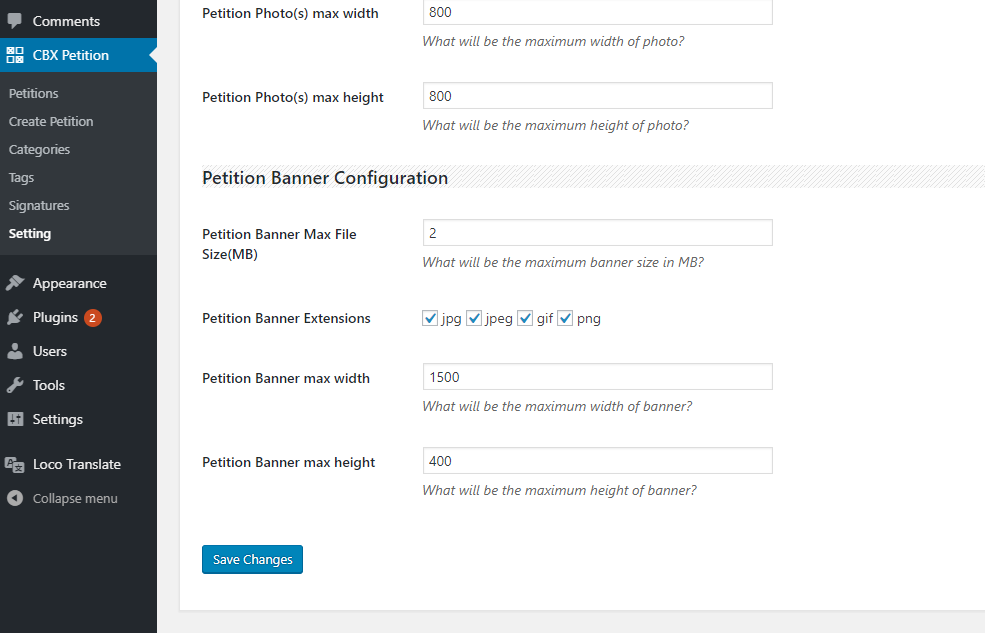 Comments
CBX Petition
Petitions
Create Petition
Categories
Tags
Signatures
Setting
Appearance
Plugins 2
Users
Tools
Settings
Loco Translate
Collapse menu
Petition Photo(s) max width
800
What will be the maximum width of photo?
Petition Photo(s) max height
800
What will be the maximum height of photo?
Petition Banner Configuration
Petition Banner Max File
Size(MB)
2
What will be the maximum banner size in MB?
Petition Banner Extensions
jpg jpeg gif png
Petition Banner max width
1500
What will be the maximum width of banner?
Petition Banner max height
400
What will be the maximum height of banner?
Save Changes